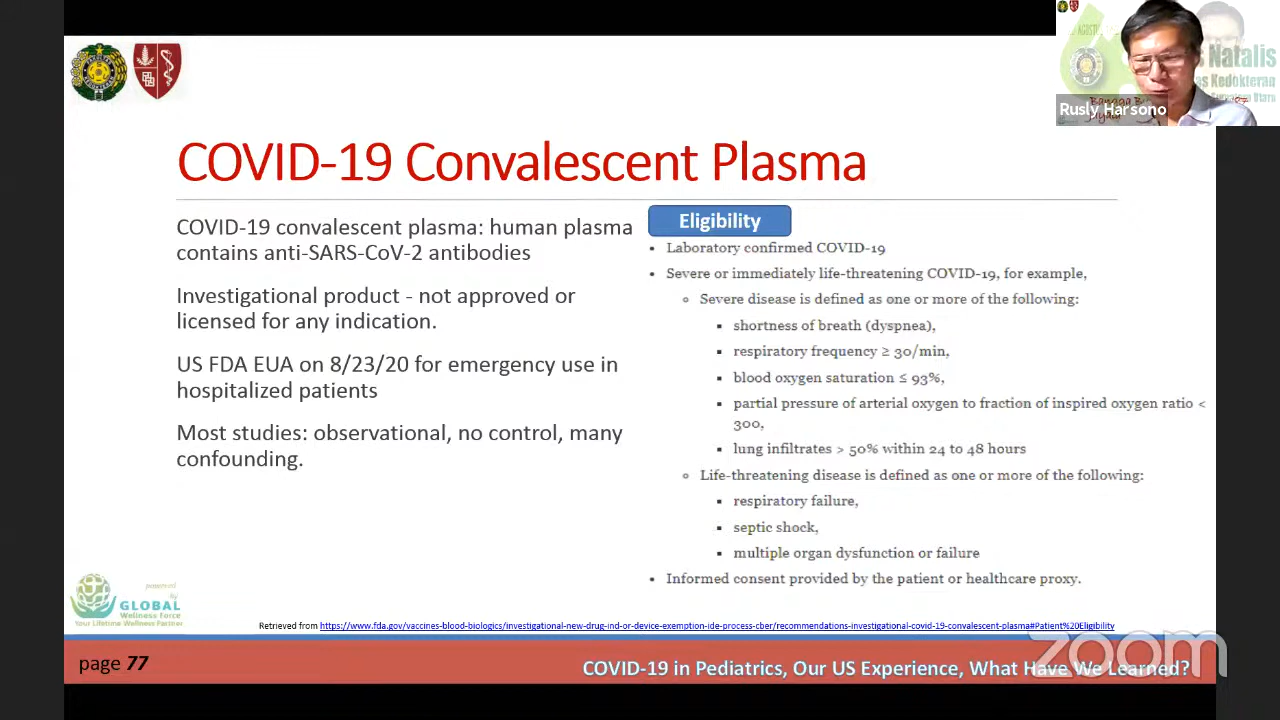 s Natalis
as Kedokteran
Rusly Harsono
COVID-19 Convalescent Plasma
COVID-19 convalescent plasma: human plasma
contains anti-SARS-CoV-2 antibodies
Investigational product - not approved or
licensed for any indication.
US FDA EUA on 8/23/20 for emergency use in
hospitalized patients
Most studies: observational, no control, many
confounding.
Eligibility
• Laboratory confirmed COVID-19
• Severe or immediately life-threatening COVID-19, for example,
◦ Severe disease is defined as one or more of the following:
▪ shortness of breath (dyspnea),
▪ respiratory frequency ≥ 30/min,
▪ blood oxygen saturation ≤ 93%,
▪ partial pressure of arterial oxygen to fraction of inspired oxygen ratio <
300,
▪ lung infiltrates > 50% within 24 to 48 hours
◦ Life-threatening disease is defined as one or more of the following:
▪ respiratory failure,
▪ septic shock,
▪ multiple organ dysfunction or failure
• Informed consent provided by the patient or healthcare proxy.
powered
By
GLOBAL
Wellness Force
Your Lifetime Wellness Partner
Retrieved from https://www.fda.gov/vaccines-blood-biologics/investigational-new-drug-ind-or-device-exemption-ide-process-cber/recommendations-investigational-covid-19-convalescent-plasma#Patient%20Eligibility
page 77
COVID-19 in Pediatrics, Our US Experience, What Have We Learned?
zoom